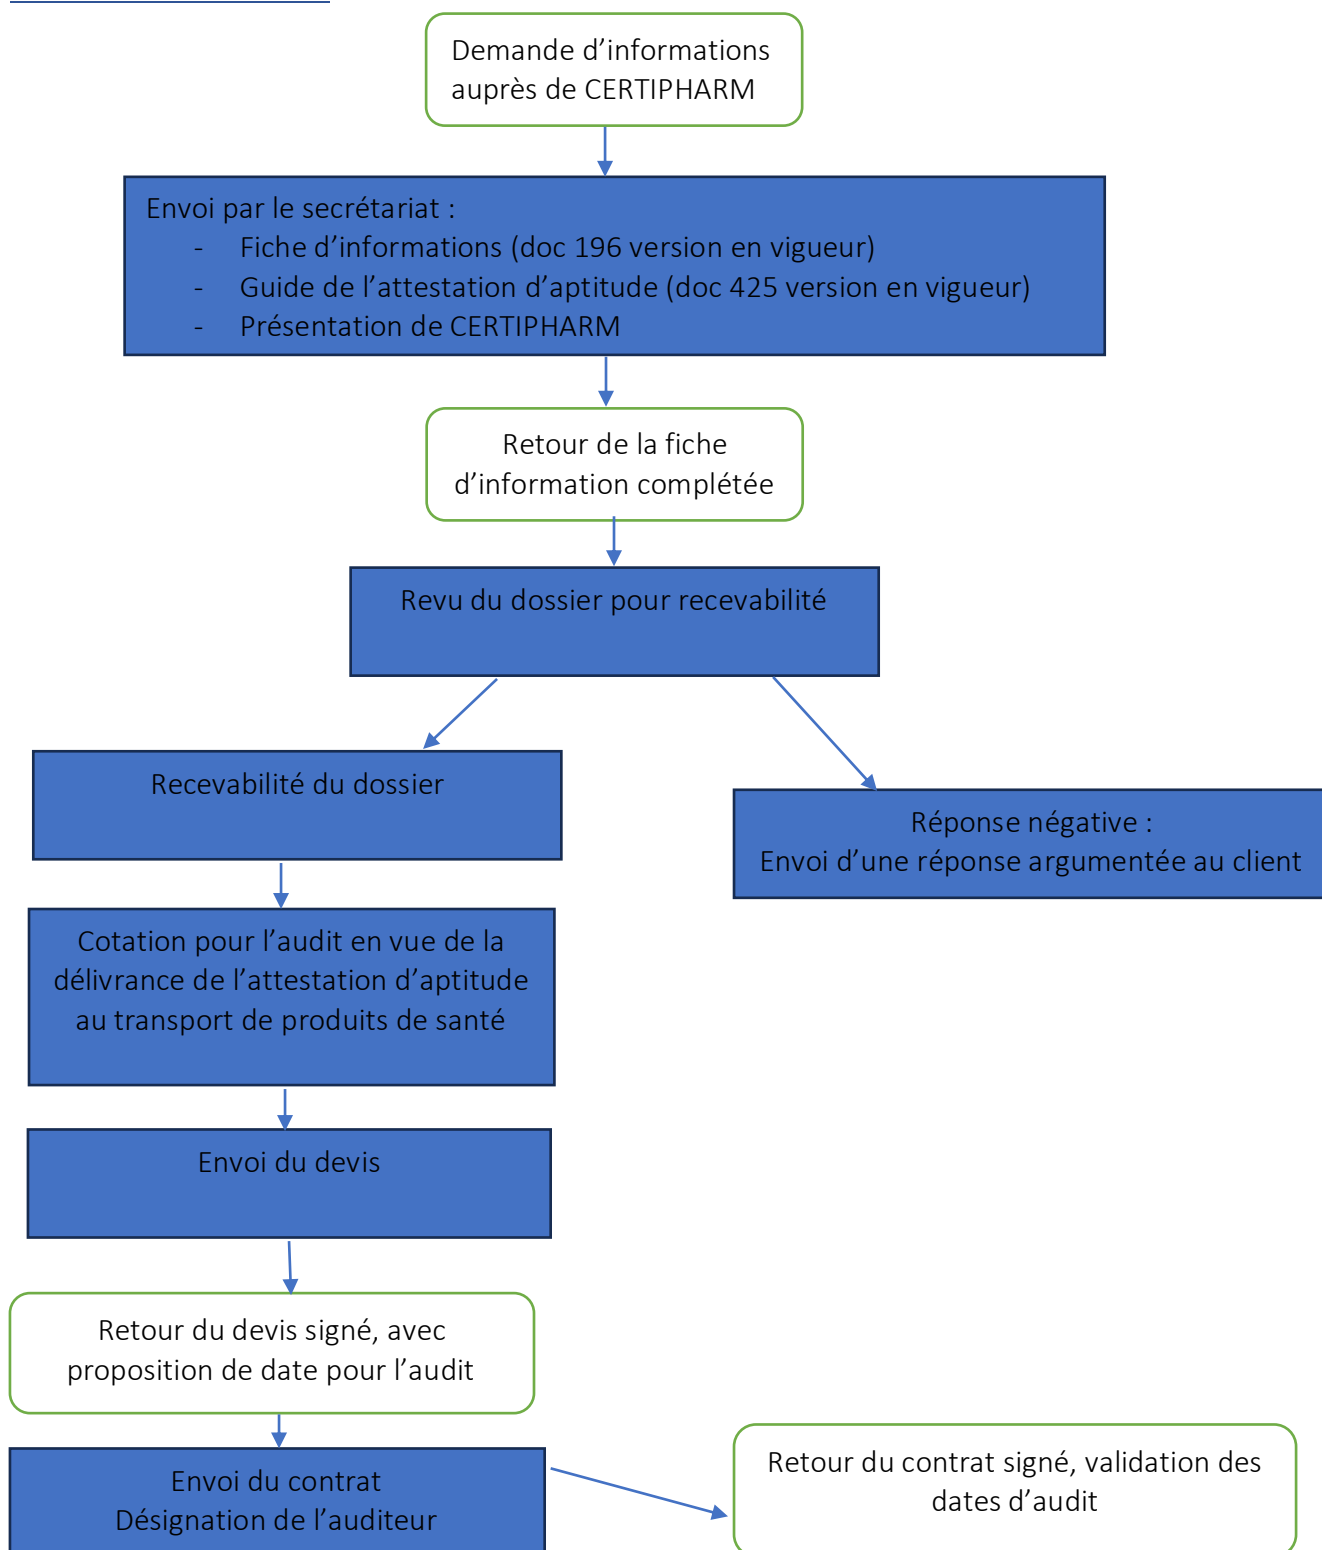 Demande d’informations
auprès de CERTIPHARM
Envoi par le secrétariat :
- Fiche d’informations (doc 196 version en vigueur)
- Guide de l’attestation d’aptitude (doc 425 version en vigueur)
- Présentation de CERTIPHARM
Retour de la fiche
d’information complétée
Revu du dossier pour recevabilité
Recevabilité du dossier
Réponse négative :
Envoi d’une réponse argumentée au client
Cotation pour l’audit en vue de la
délivrance de l’attestation d’aptitude
au transport de produits de santé
Envoi du devis
Retour du devis signé, avec
proposition de date pour l’audit
Envoi du contrat
Désignation de l’auditeur
Retour du contrat signé, validation des
dates d’audit